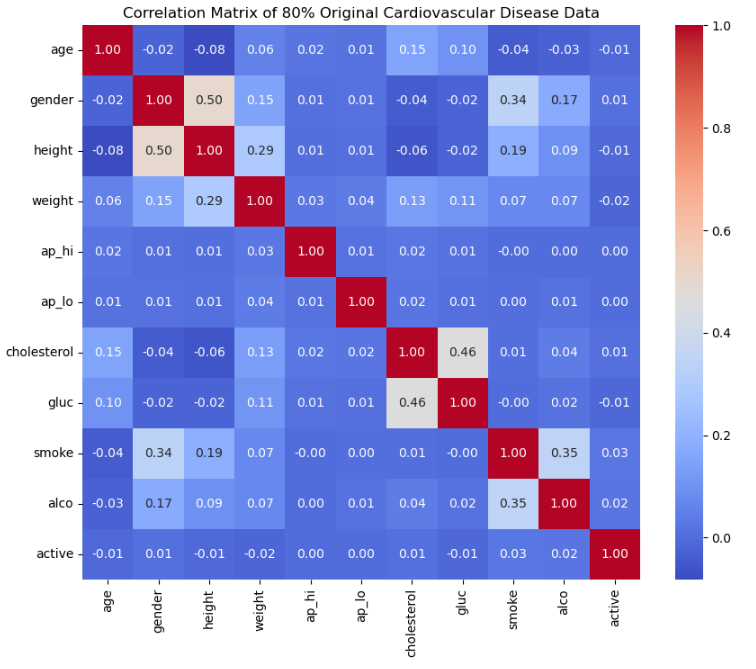 Correlation Matrix of 80% Original Cardiovascular Disease Data
age 1.00 -0.02 -0.08 0.06 0.02 0.01 0.15 0.10 -0.04 -0.03 -0.01
gender -0.02 1.00 0.50 0.15 0.01 0.01 -0.04 -0.02 0.34 0.17 0.01
height -0.08 0.50 1.00 0.29 0.01 0.01 -0.06 -0.02 0.19 0.09 -0.01
weight 0.06 0.15 0.29 1.00 0.03 0.04 0.13 0.11 0.07 0.07 -0.02
ap_hi 0.02 0.01 0.01 0.03 1.00 0.01 0.02 0.01 -0.00 0.00 0.00
ap_lo 0.01 0.01 0.01 0.04 0.01 1.00 0.02 0.01 0.00 0.01 0.00
cholesterol 0.15 -0.04 -0.06 0.13 0.02 0.02 1.00 0.46 0.01 0.04 0.01
gluc 0.10 -0.02 -0.02 0.11 0.01 0.01 0.46 1.00 -0.00 0.02 -0.01
smoke -0.04 0.34 0.19 0.07 -0.00 0.00 0.01 -0.00 1.00 0.35 0.03
alco -0.03 0.17 0.09 0.07 0.00 0.01 0.04 0.02 0.35 1.00 0.02
active -0.01 0.01 -0.01 -0.02 0.00 0.00 0.01 -0.01 0.03 0.02 1.00
age gender height weight ap_hi ap_lo cholesterol gluc smoke alco active
1.0
0.8
0.6
0.4
0.2
0.0